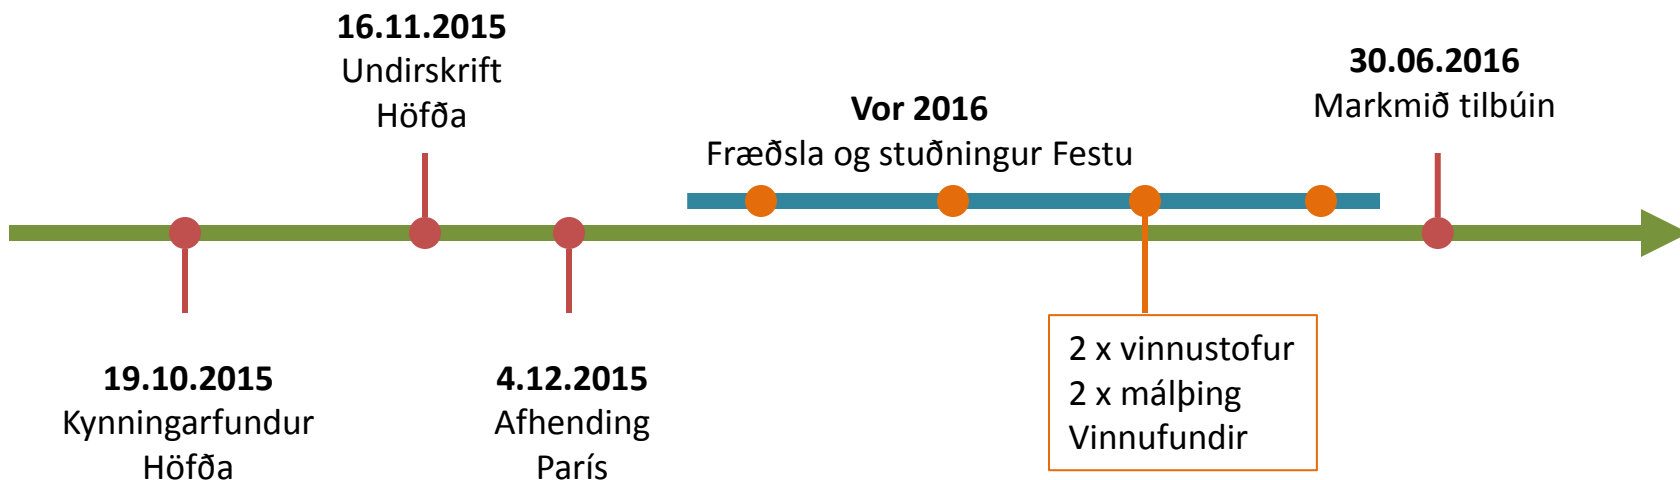 16.11.2015
Undirskrift
Höfða
Vor 2016
Fræðsla og stuðningur Festu
30.06.2016
Markmið tilbúin
19.10.2015
Kynningarfundur
Höfða
4.12.2015
Afhending
París
2 x vinnustofur
2 x málþing
Vinnufundir